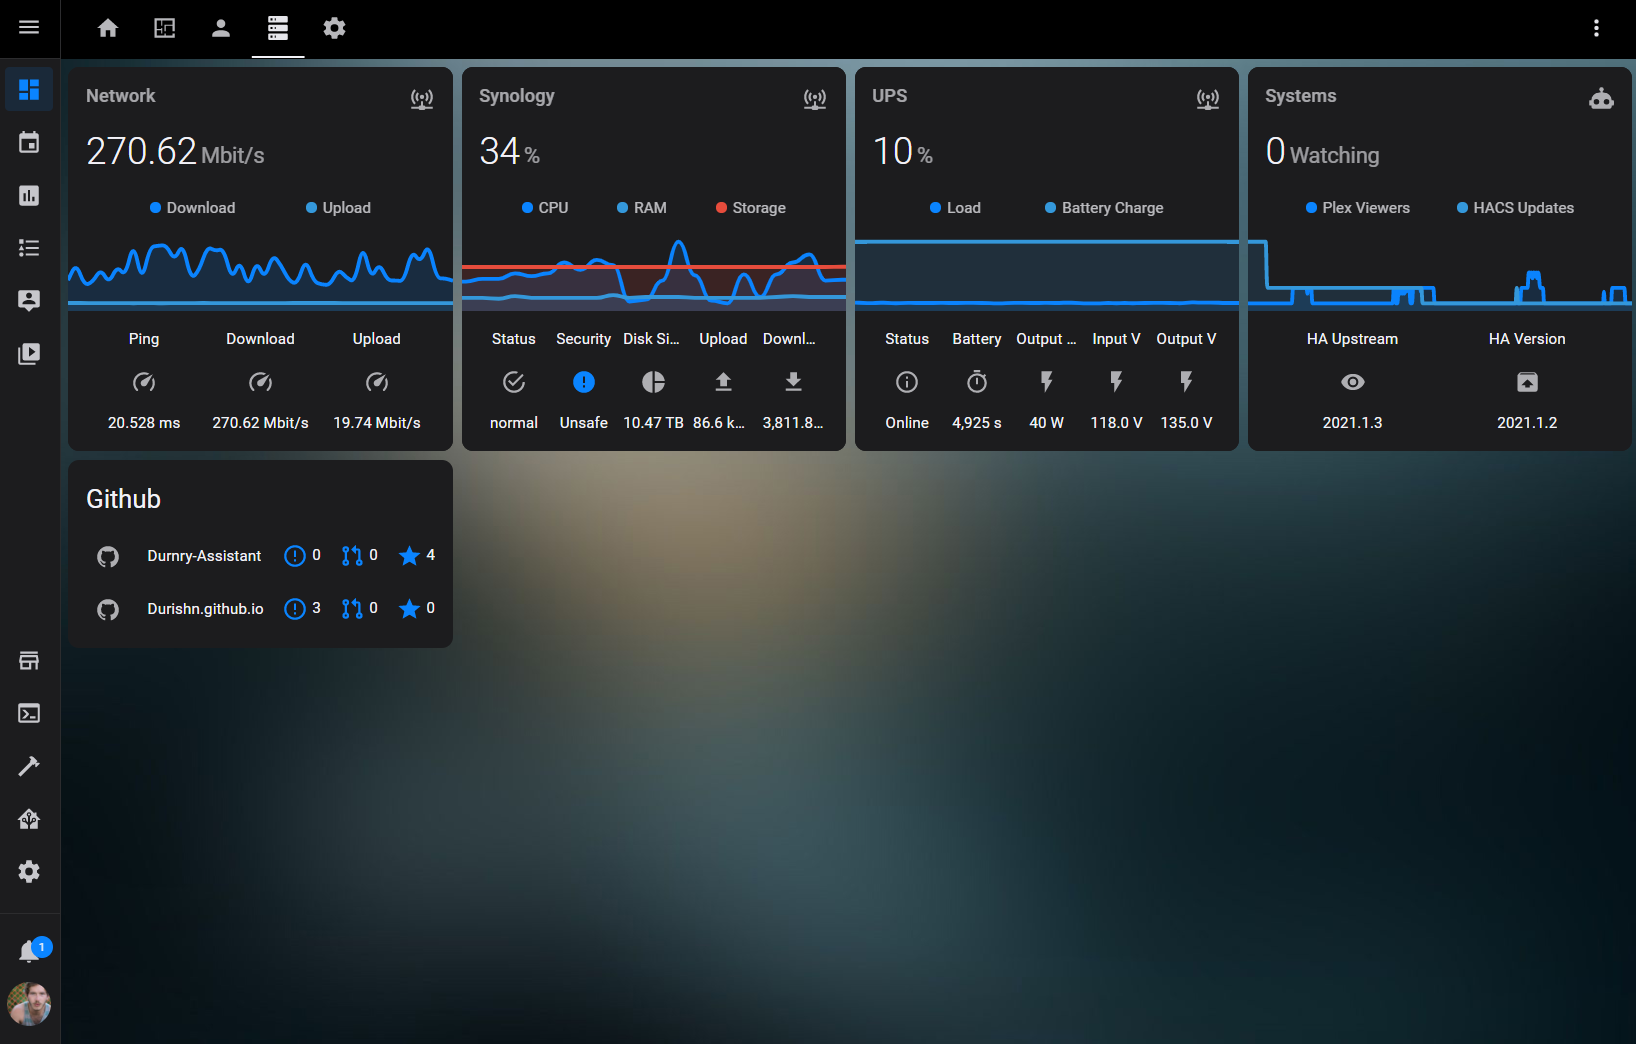 Network
270.62 Mbit/s
Download Upload
Ping Download Upload
20.528 ms 270.62 Mbit/s 19.74 Mbit/s
Synology
34 %
CPU RAM Storage
Status Security Disk Si... Upload Downl...
normal Unsafe 10.47 TB 86.6 k... 3,811.8...
UPS
10 %
Load Battery Charge
Status Battery Output ... Input V Output V
Online 4,925 s 40 W 118.0 V 135.0 V
Systems
0 Watching
Plex Viewers HACS Updates
HA Upstream HA Version
2021.1.3 2021.1.2
Github
Durnry-Assistant 0 0 4
Durishn.github.io 3 0 0
1